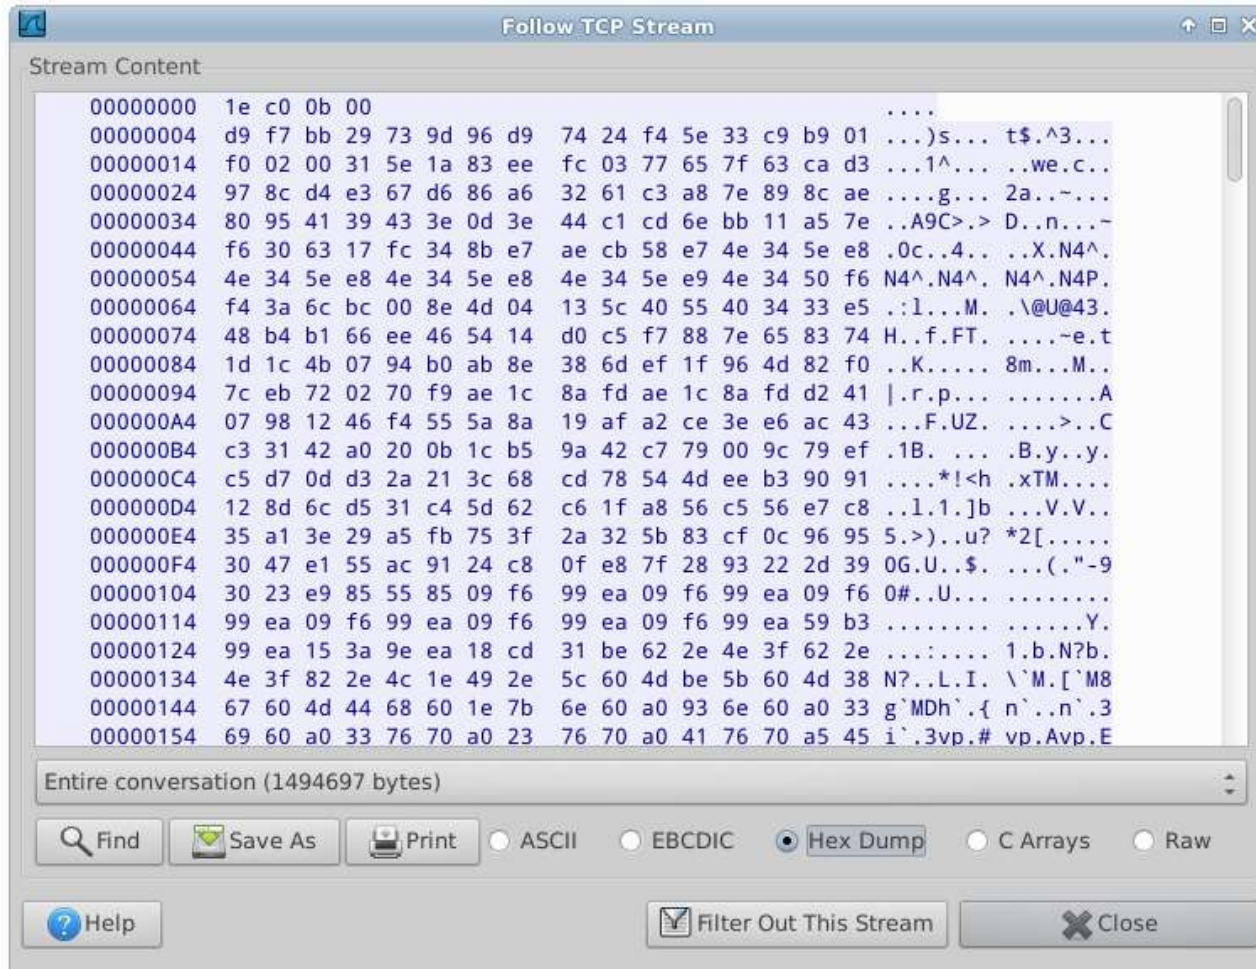 Follow TCP Stream
Stream Content
00000000 1e c0 0b 00 ....
00000004 d9 f7 bb 29 73 9d 96 d9 74 24 f4 5e 33 c9 b9 01 ...)s... t$.^3...
00000014 f0 02 00 31 5e 1a 83 ee fc 03 77 65 7f 63 ca d3 ...1^... ..we.c..
00000024 97 8c d4 e3 67 d6 86 a6 32 61 c3 a8 7e 89 8c ae ....g... 2a..~...
00000034 80 95 41 39 43 3e 0d 3e 44 c1 cd 6e bb 11 a5 7e ..A9C>.> D..n...~
00000044 f6 30 63 17 fc 34 8b e7 ae cb 58 e7 4e 34 5e e8 .0c..4.. ..X.N4^.
00000054 4e 34 5e e8 4e 34 5e e8 4e 34 5e e9 4e 34 50 f6 N4^.N4^. N4^.N4P.
00000064 f4 3a 6c bc 00 8e 4d 04 13 5c 40 55 40 34 33 e5 .:l...M. .\@U@43.
00000074 48 b4 b1 66 ee 46 54 14 d0 c5 f7 88 7e 65 83 74 H..f.FT. ....~e.t
00000084 1d 1c 4b 07 94 b0 ab 8e 38 6d ef 1f 96 4d 82 f0 ..K..... 8m...M..
00000094 7c eb 72 02 70 f9 ae 1c 8a fd ae 1c 8a fd d2 41 |.r.p... .......A
000000A4 07 98 12 46 f4 55 5a 8a 19 af a2 ce 3e e6 ac 43 ...F.UZ. ....>..C
000000B4 c3 31 42 a0 20 0b 1c b5 9a 42 c7 79 00 9c 79 ef .1B. ... .B.y..y.
000000C4 c5 d7 0d d3 2a 21 3c 68 cd 78 54 4d ee b3 90 91 ....*!<h .xTM....
000000D4 12 8d 6c d5 31 c4 5d 62 c6 1f a8 56 c5 56 e7 c8 ..l.1.]b ...V.V..
000000E4 35 a1 3e 29 a5 fb 75 3f 2a 32 5b 83 cf 0c 96 95 5.>)..u? *2[.....
000000F4 30 47 e1 55 ac 91 24 c8 0f e8 7f 28 93 22 2d 39 0G.U..$. ...(."-9
00000104 30 23 e9 85 55 85 09 f6 99 ea 09 f6 99 ea 09 f6 0#..U... ........
00000114 99 ea 09 f6 99 ea 09 f6 99 ea 09 f6 99 ea 59 b3 ........ ......Y.
00000124 99 ea 15 3a 9e ea 18 cd 31 be 62 2e 4e 3f 62 2e ...:.... 1.b.N?b.
00000134 4e 3f 82 2e 4c 1e 49 2e 5c 60 4d be 5b 60 4d 38 N?..L.I. \`M.[`M8
00000144 67 60 4d 44 68 60 1e 7b 6e 60 a0 93 6e 60 a0 33 g`MDh`.{ n`..n`.3
00000154 69 60 a0 33 76 70 a0 23 76 70 a0 41 76 70 a5 45 i`.3vp.# vp.Avp.E
Entire conversation (1494697 bytes)
Find Save As Print ASCII EBCDIC Hex Dump C Arrays Raw
Help Filter Out This Stream Close